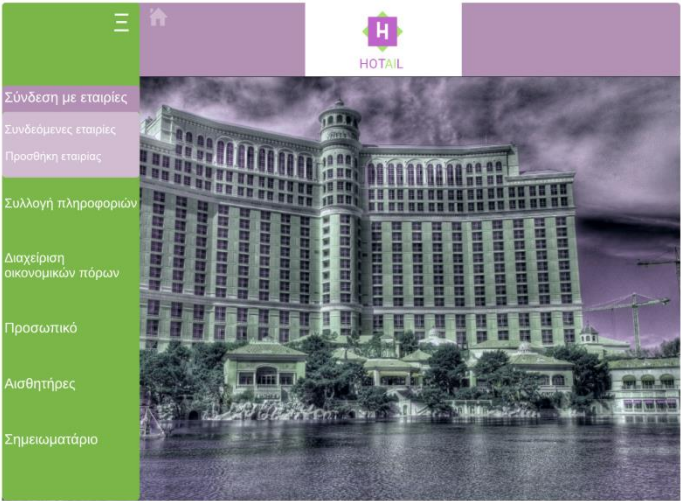 H
HOTAIL
Σύνδεση με εταιρίες
Συνδεόμενες εταιρίες
Προσθήκη εταιρίας
Συλλογή πληροφοριών
Διαχείριση
οικονομικών πόρων
Προσωπικό
Αισθητήρες
Σημειωματάριο